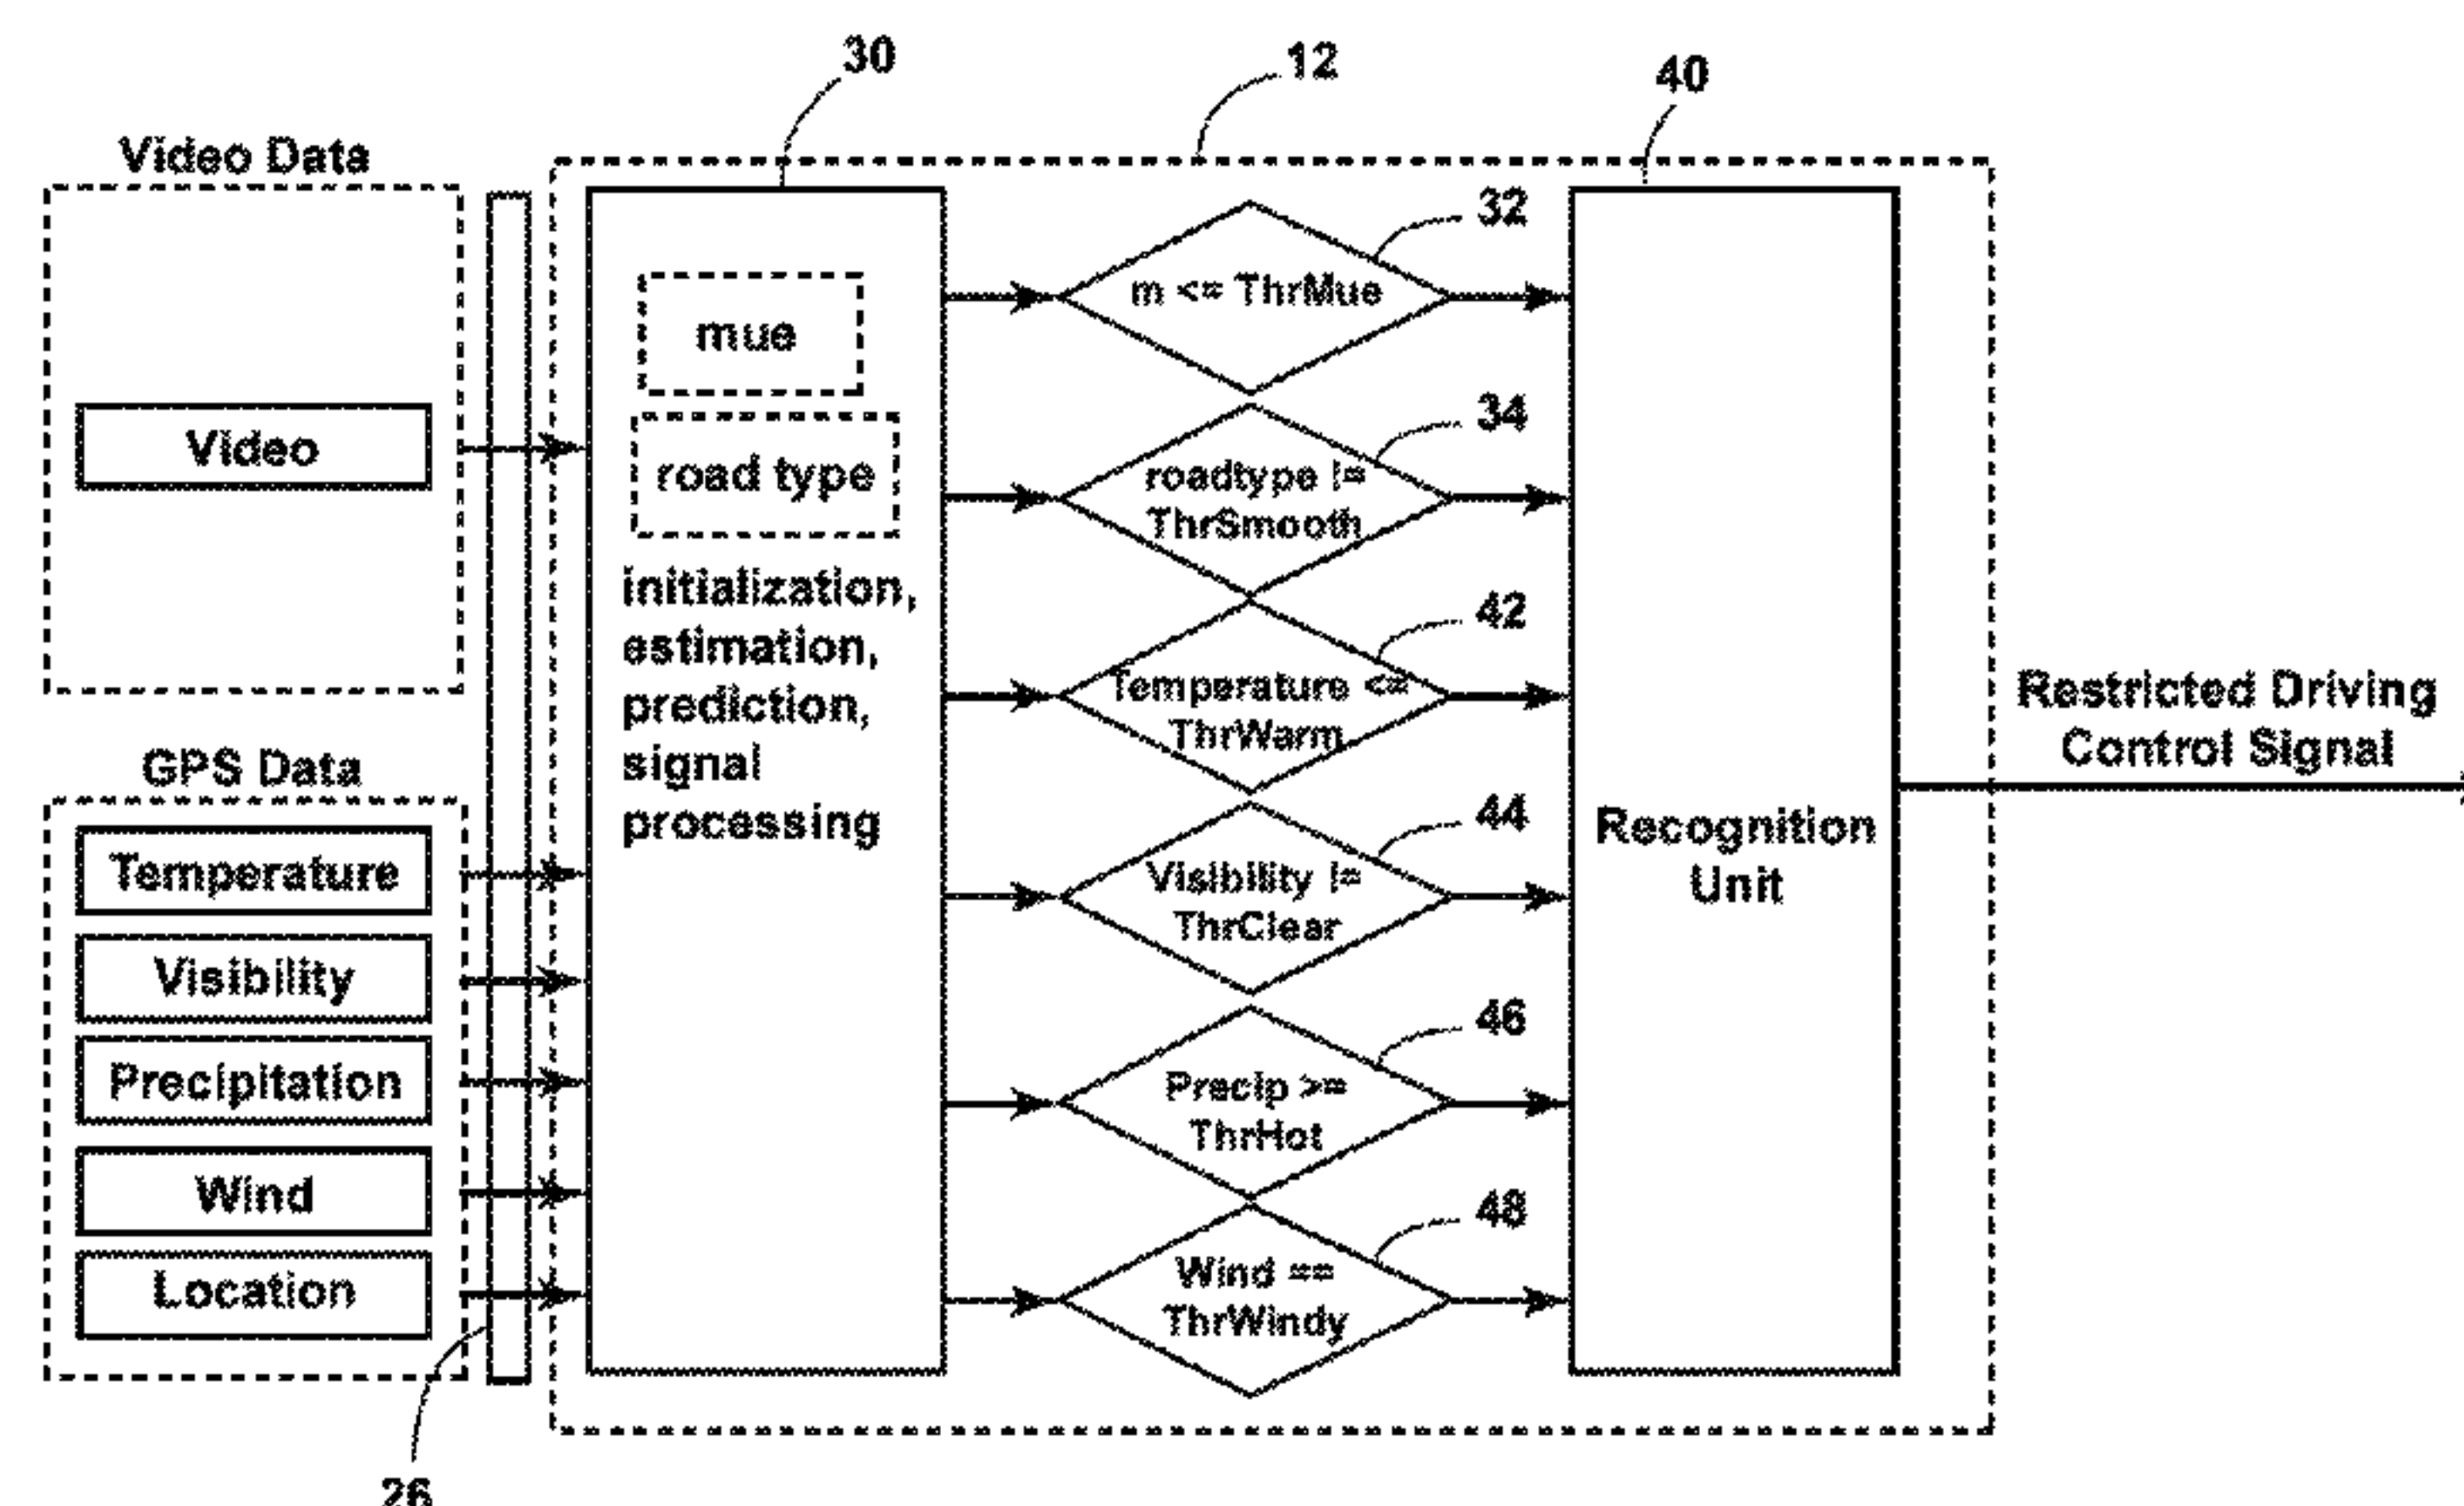 30
12
40
Video Data
32
m <= ThrMue
mue
34
Video
road type
roadtype !=
ThrSmooth
initialization,
estimation,
prediction,
signal
processing
42
Temperature <=
ThrWarm
Restricted Driving
Control Signal
GPS Data
44
Temperature
Visibility !=
ThrClear
Recognition
Unit
Visibility
46
Precipitation
Precip >=
ThrHot
Wind
48
Location
Wind ==
ThrWindy
26